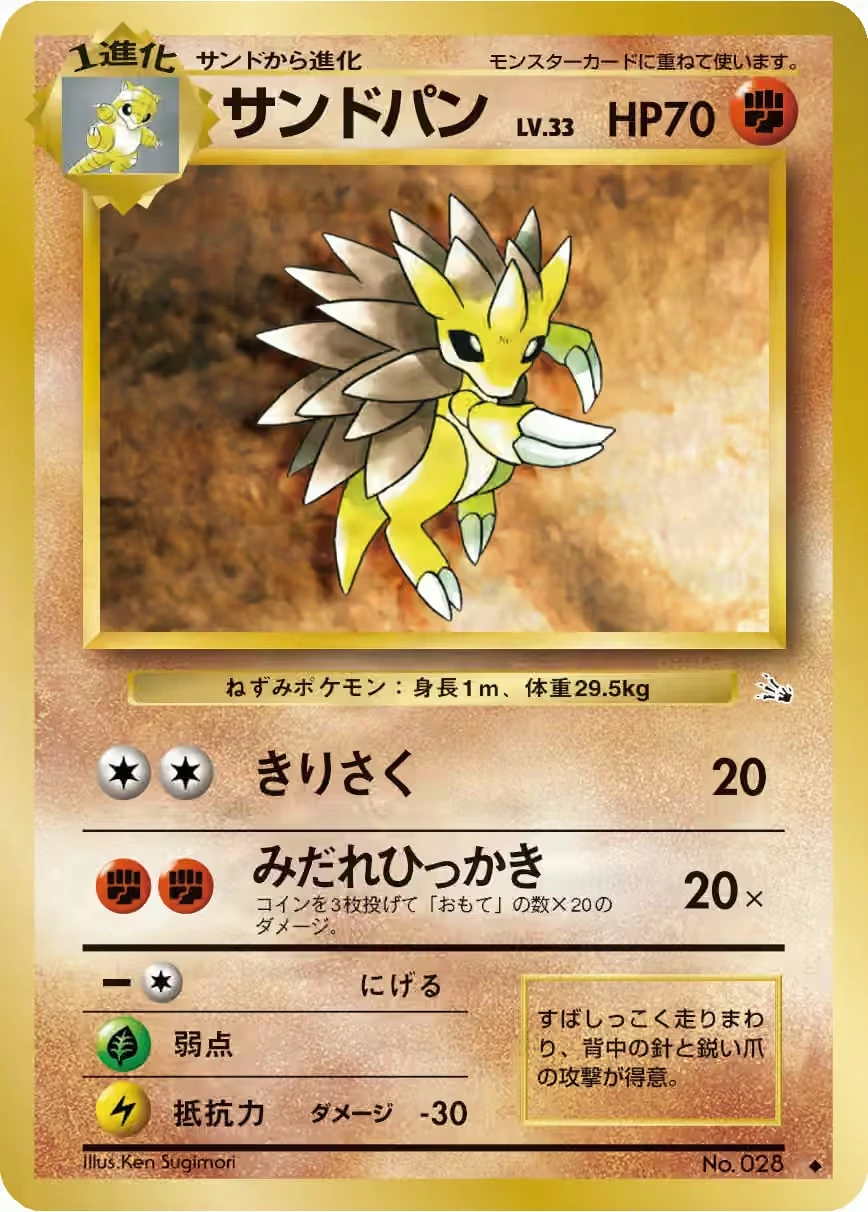 1進化 サンドから進化 モンスターカードに重ねて使います。
サンドパン LV.33 HP70
ねずみポケモン：身長1m、体重29.5kg
きりさく 20
みだれひっかき 20×
コインを3枚投げて「おもて」の数×20の
ダメージ。
にげる
弱点
抵抗力 ダメージ -30
すばしっこく走りまわ
り、背中の針と鋭い爪
の攻撃が得意。
Illus.Ken Sugimori No.028